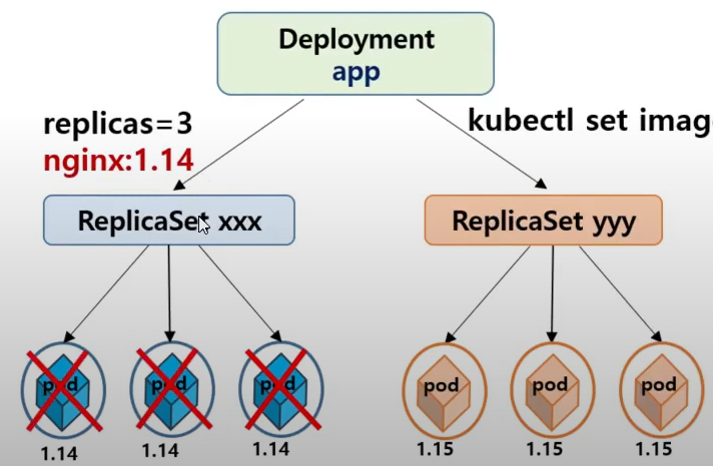 Deployment
app
replicas=3
nginx:1.14
kubectl set imag
ReplicaSet xxx
ReplicaSet yyy
pod
pod
pod
pod
pod
pod
1.14
1.14
1.14
1.15
1.15
1.15